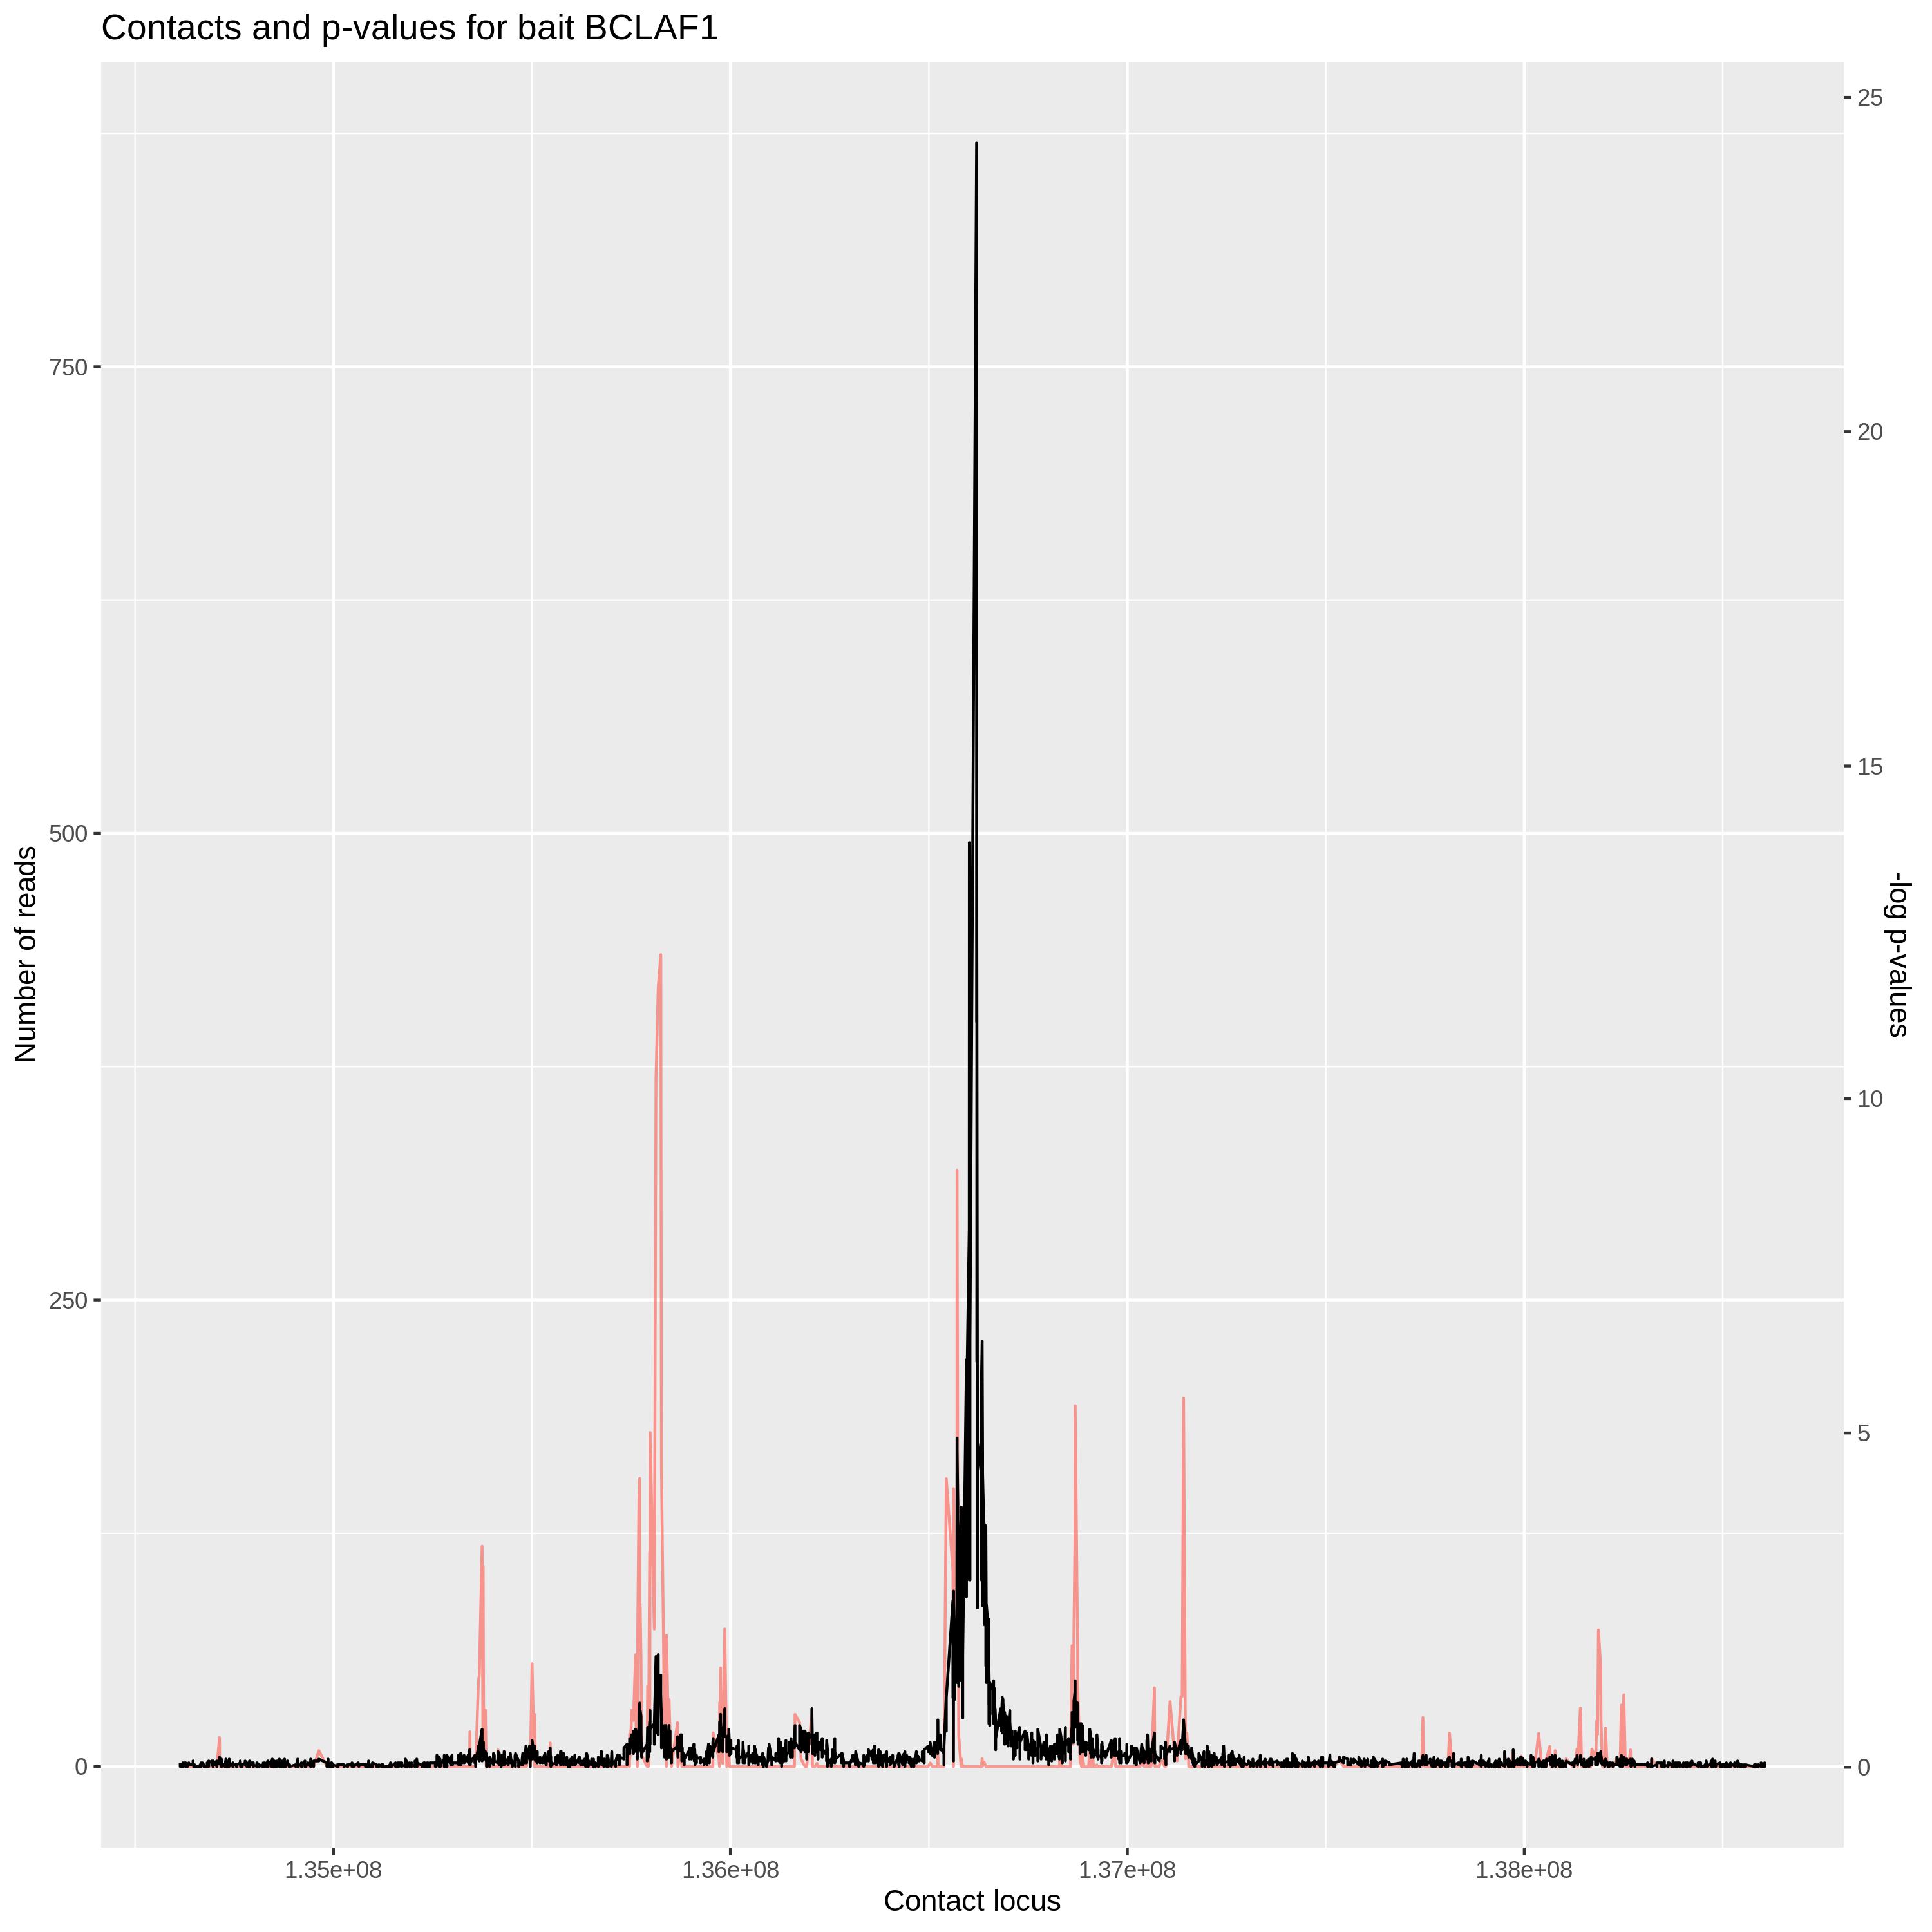 Contacts and p-values for bait BCLAF1
25
750
20
15
500
Number of reads
-log p-values
10
250
5
0
0
1.35e+08
1.36e+08
1.37e+08
1.38e+08
Contact locus